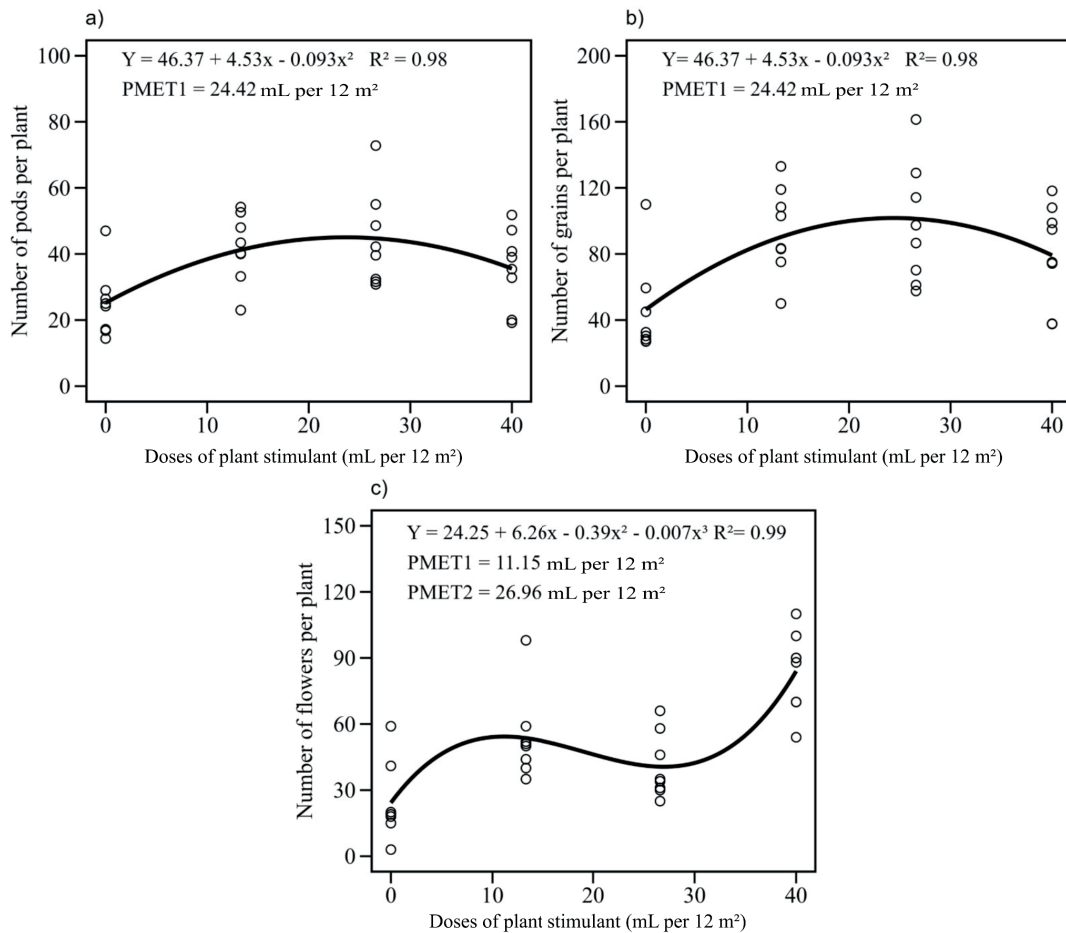 a)
Y = 46.37 + 4.53x - 0.093x² R² = 0.98
PMET1 = 24.42 mL per 12 m²
100
80
60
40
20
0
Number of pods per plant
0 10 20 30 40
Doses of plant stimulant (mL per 12 m²)
b)
Y= 46.37 + 4.53x - 0.093x² R²= 0.98
PMET1 = 24.42 mL per 12 m²
200
160
120
80
40
0
Number of grains per plant
0 10 20 30 40
Doses of plant stimulant (mL per 12 m²)
c)
Y = 24.25 + 6.26x - 0.39x² - 0.007x³ R²= 0.99
PMET1 = 11.15 mL per 12 m²
PMET2 = 26.96 mL per 12 m²
150
120
90
60
30
0
Number of flowers per plant
0 10 20 30 40
Doses of plant stimulant (mL per 12 m²)